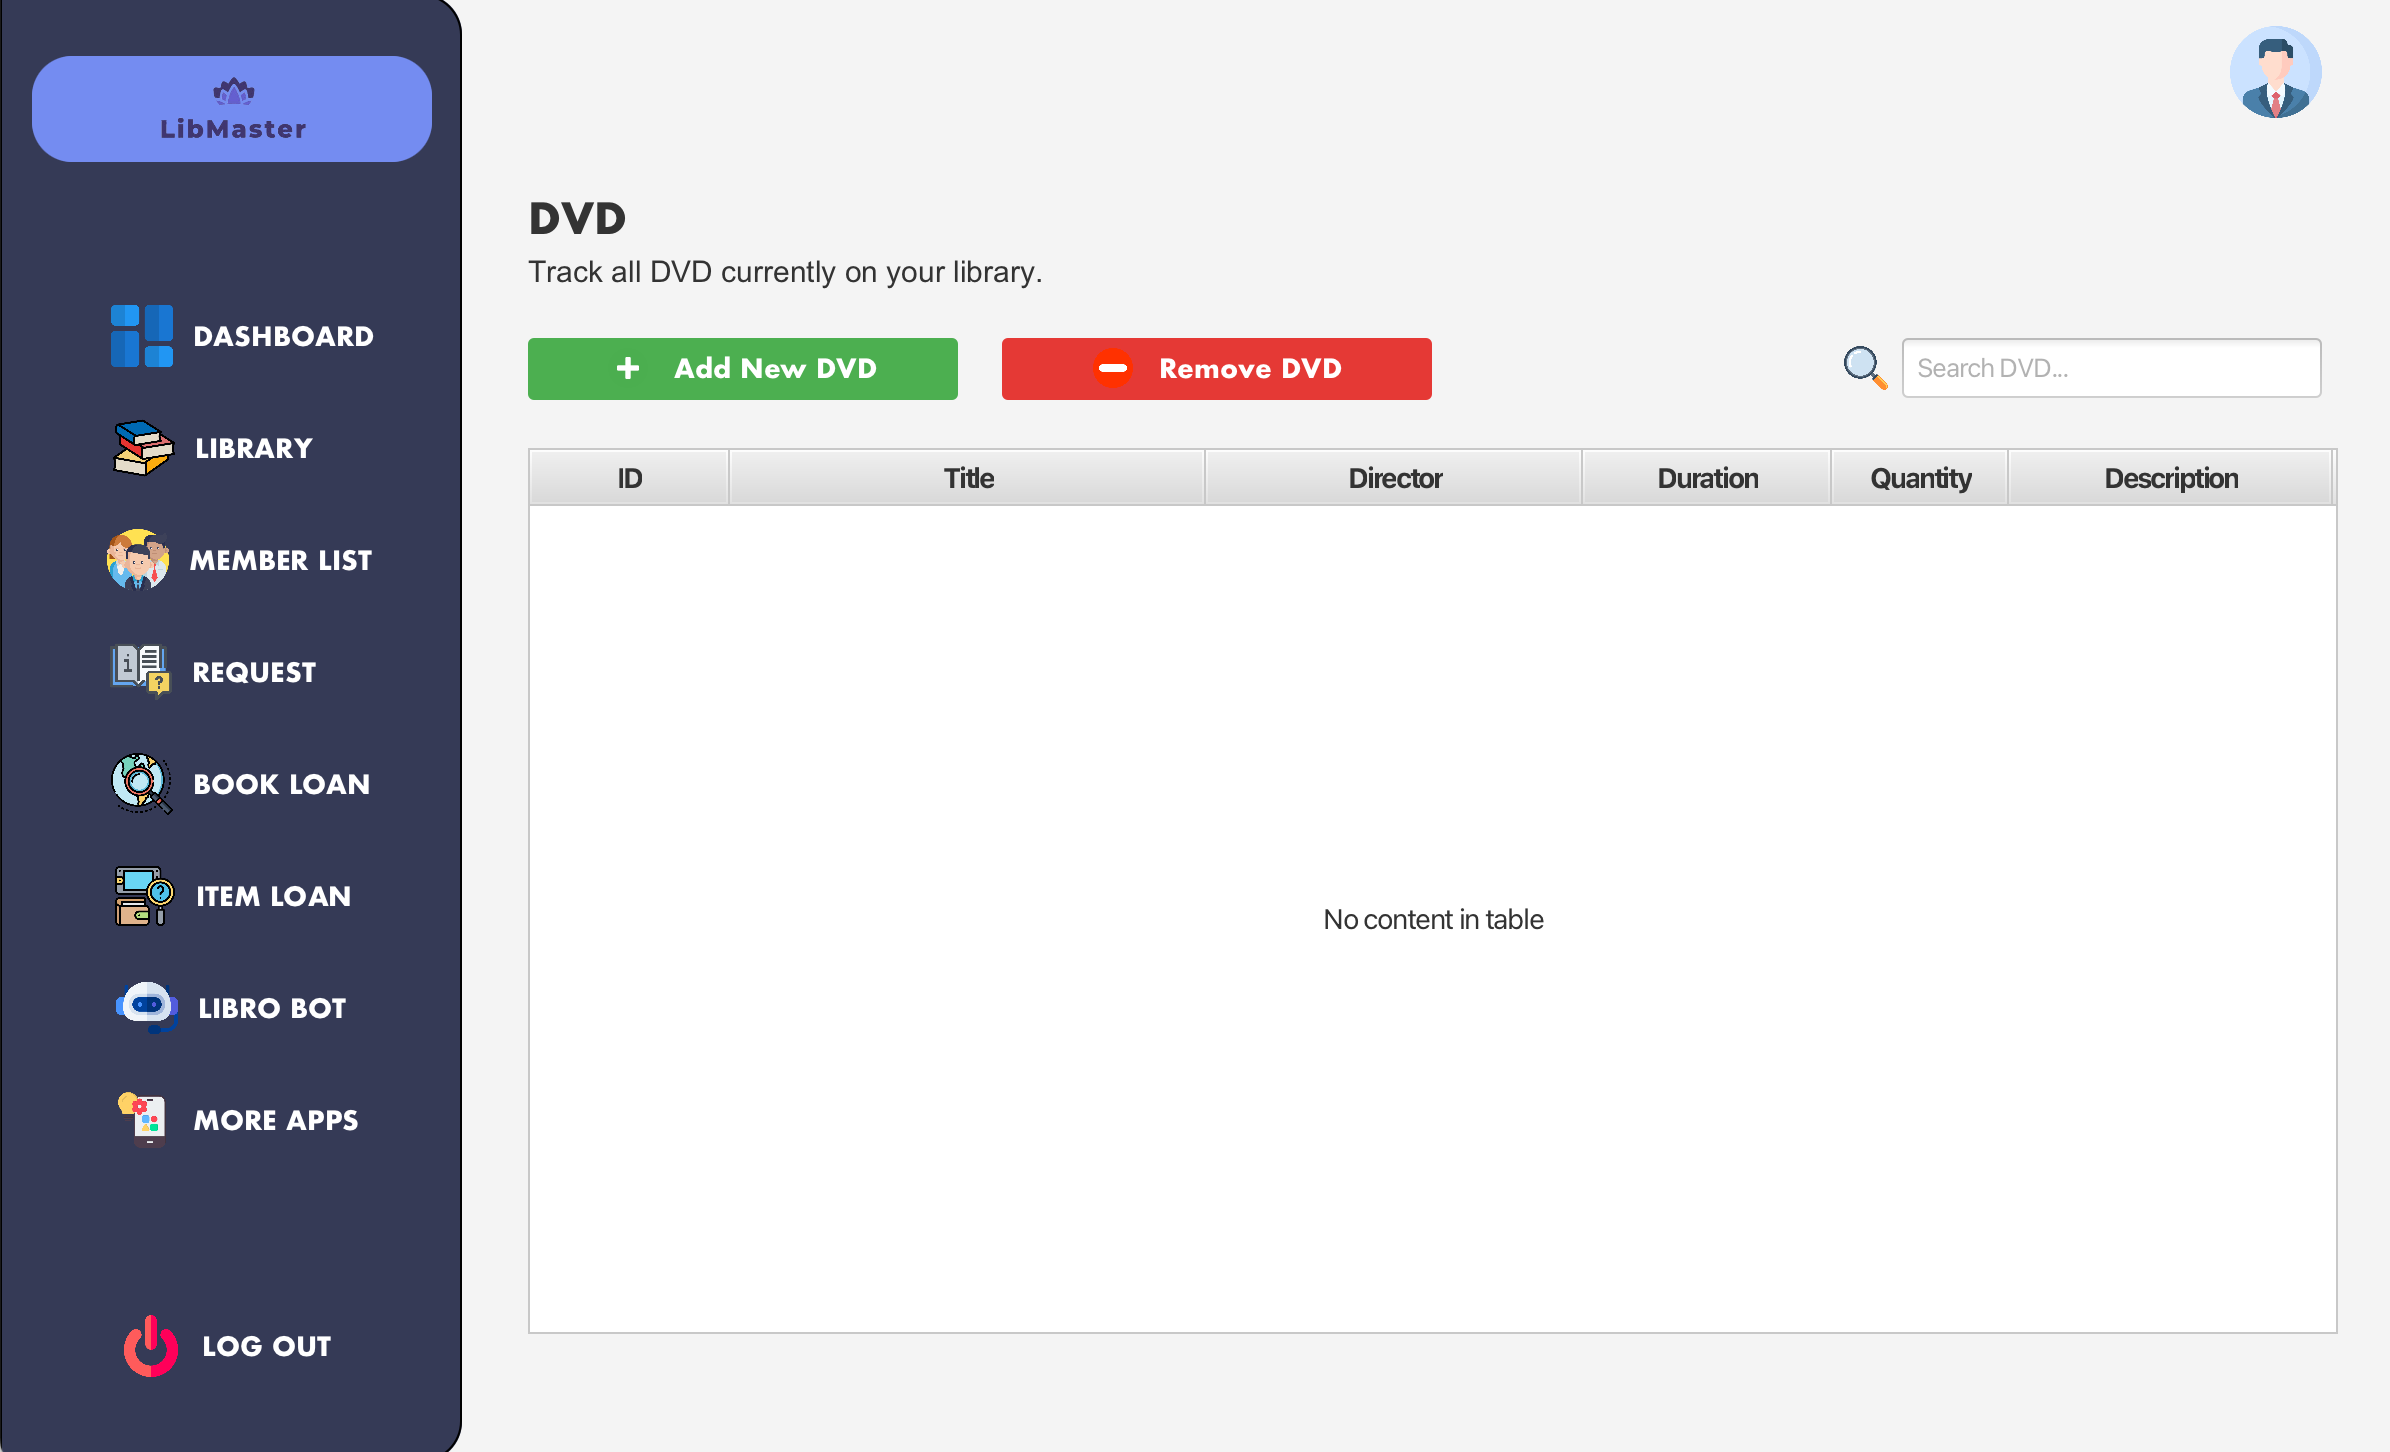 LibMaster
DASHBOARD
LIBRARY
MEMBER LIST
REQUEST
BOOK LOAN
ITEM LOAN
LIBRO BOT
MORE APPS
LOG OUT
DVD
Track all DVD currently on your library.
+ Add New DVD
Remove DVD
Search DVD...
ID Title Director Duration Quantity Description
No content in table